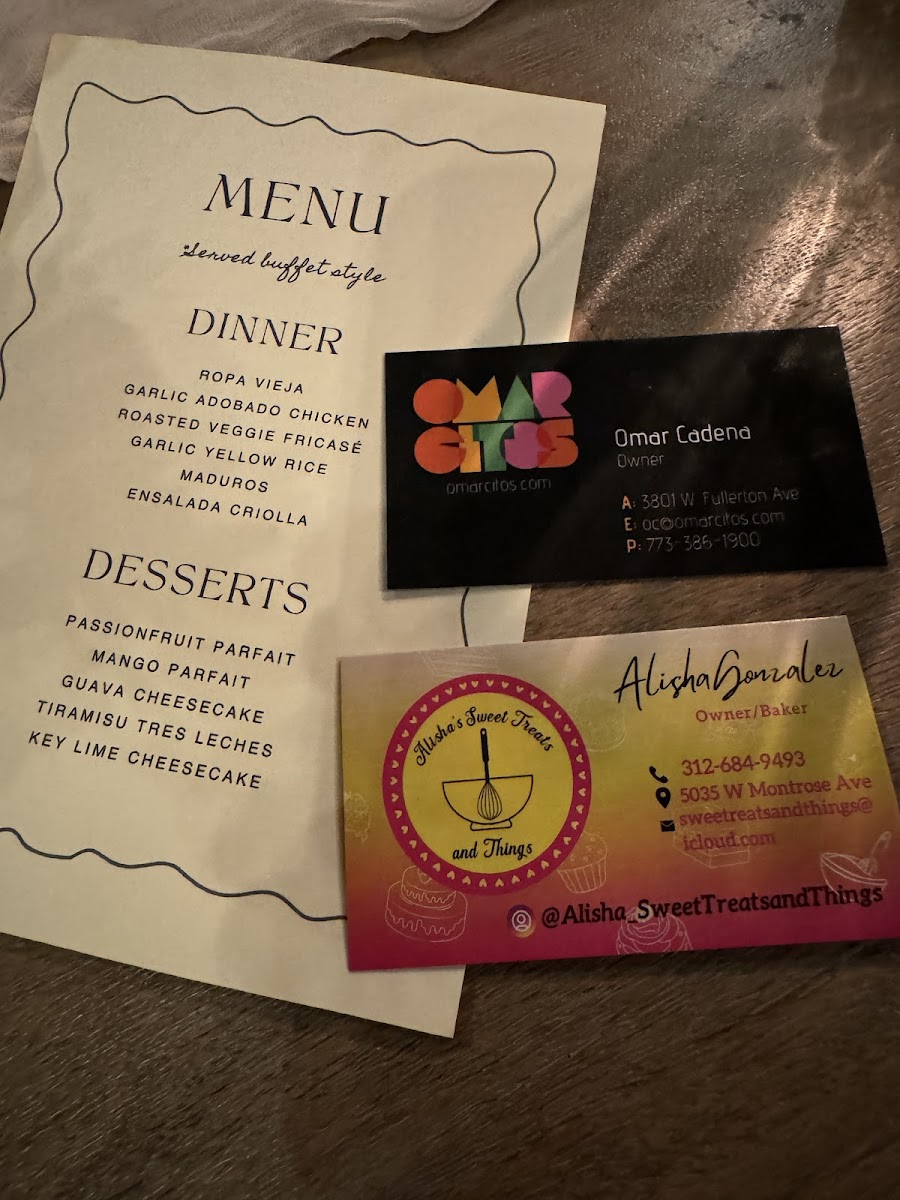 MENU
*Served buffet style
DINNER
ROPA VIEJA
GARLIC ADOBADO CHICKEN
ROASTED VEGGIE FRICASÉ
GARLIC YELLOW RICE
MADUROS
ENSALADA CRIOLLA
DESSERTS
PASSIONFRUIT PARFAIT
MANGO PARFAIT
GUAVA CHEESECAKE
TIRAMISU TRES LECHES
KEY LIME CHEESECAKE
OMAR
CITOS
omarcitos.com
Omar Cadena
Owner
A: 3801 W Fullerton Ave
E: oc@omarcitos.com
P: 773-386-1900
Alisha's Sweet Treats
and Things
Alisha Gonzalez
Owner/Baker
312-684-9493
5035 W Montrose Ave
sweetreatsandthings@
icloud.com
@Alisha_SweetTreatsandThings